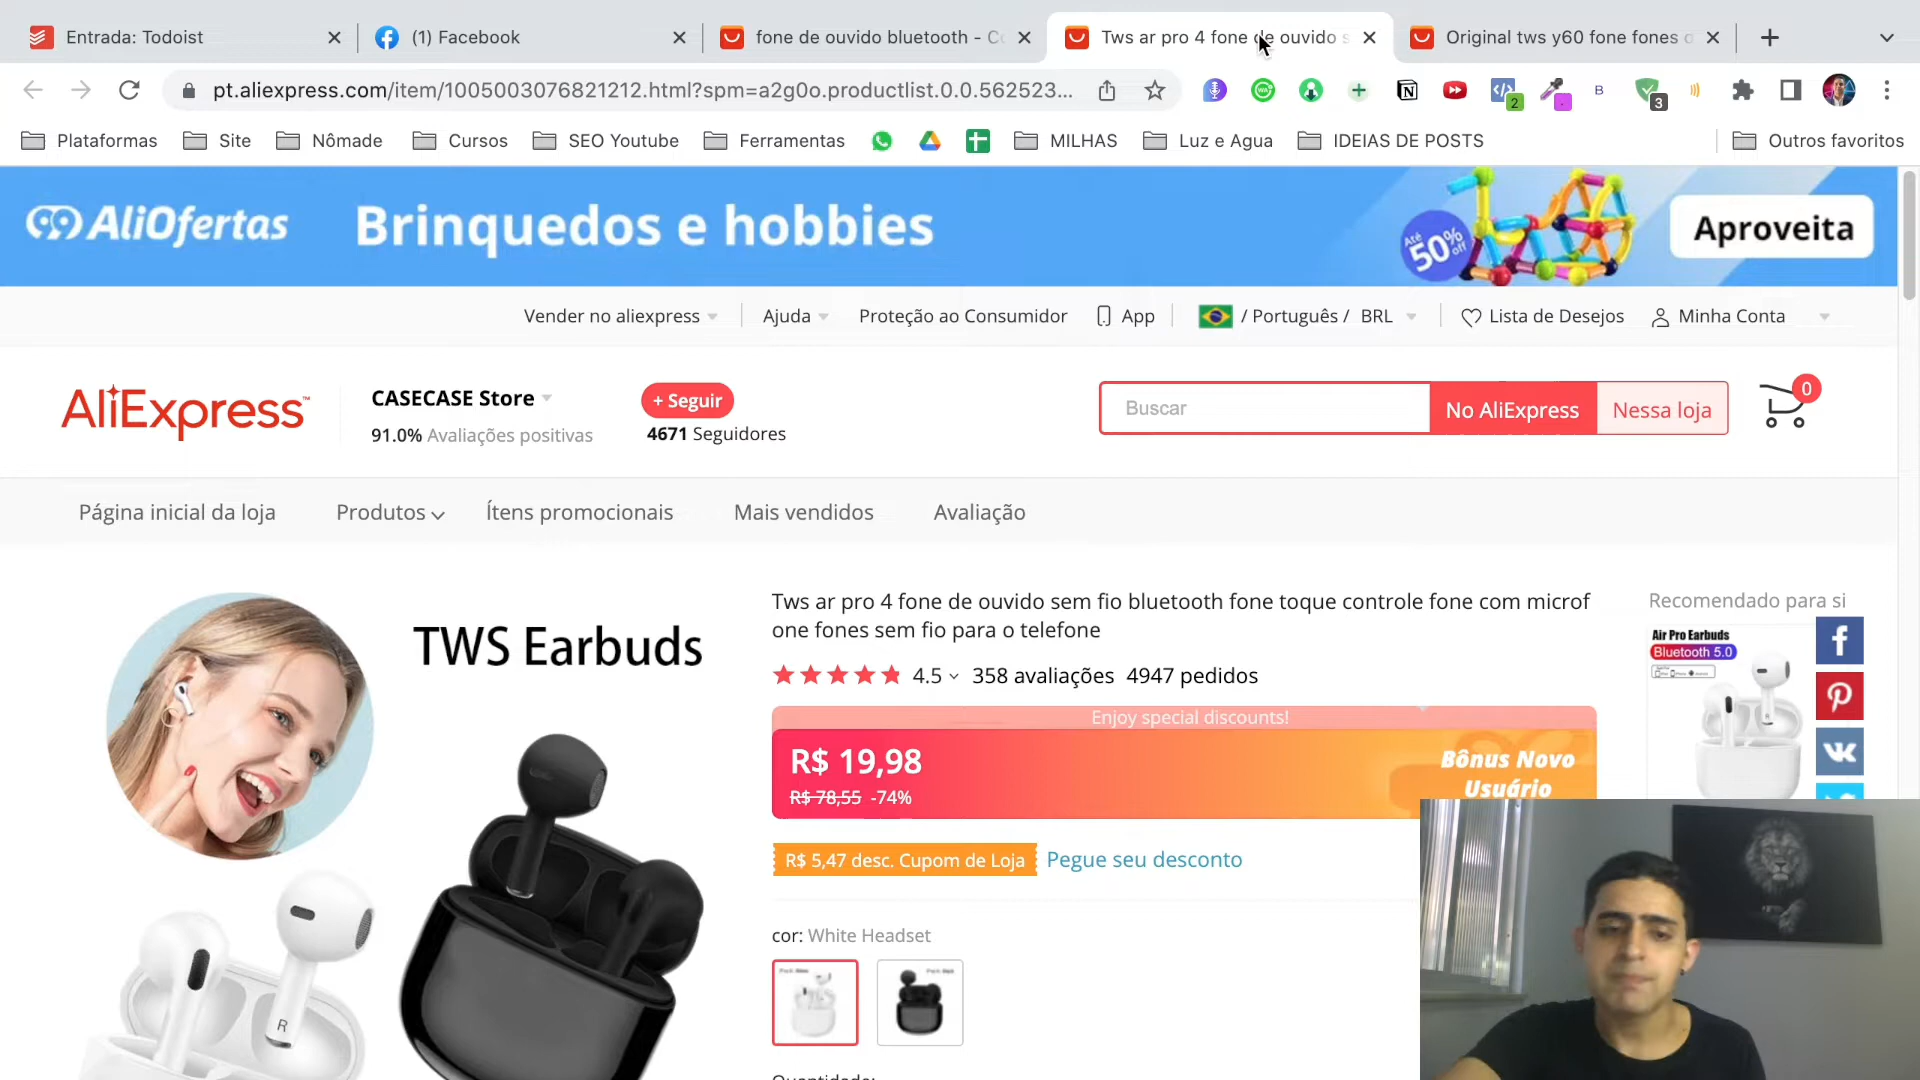 Entrada: Todoist
(1) Facebook
fone de ouvido bluetooth - Co
Tws ar pro 4 fone de ouvido s
Original tws y60 fone fones d
pt.aliexpress.com/item/1005003076821212.html?spm=a2g0o.productlist.0.0.562523...
2
B
3
Plataformas
Site
Nômade
Cursos
SEO Youtube
Ferramentas
MILHAS
Luz e Agua
IDEIAS DE POSTS
Outros favoritos
AliOfertas
Brinquedos e hobbies
Até 50% off
Aproveita
Vender no aliexpress
Ajuda
Proteção ao Consumidor
App
/ Português / BRL
Lista de Desejos
Minha Conta
AliExpress™
CASECASE Store
91.0% Avaliações positivas
+ Seguir
4671 Seguidores
Buscar
No AliExpress
Nessa loja
0
Página inicial da loja
Produtos
Ítens promocionais
Mais vendidos
Avaliação
TWS Earbuds
R
Tws ar pro 4 fone de ouvido sem fio bluetooth fone toque controle fone com microf
one fones sem fio para o telefone
4.5 358 avaliações 4947 pedidos
Enjoy special discounts!
R$ 19,98
R$ 78,55 -74%
Bônus Novo
Usuário
R$ 5,47 desc. Cupom de Loja
Pegue seu desconto
cor: White Headset
Quantidade:
Recomendado para si
Air Pro Earbuds
Bluetooth 5.0